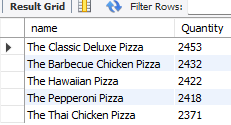 Result Grid Filter Rows:
name Quantity
The Classic Deluxe Pizza 2453
The Barbecue Chicken Pizza 2432
The Hawaiian Pizza 2422
The Pepperoni Pizza 2418
The Thai Chicken Pizza 2371